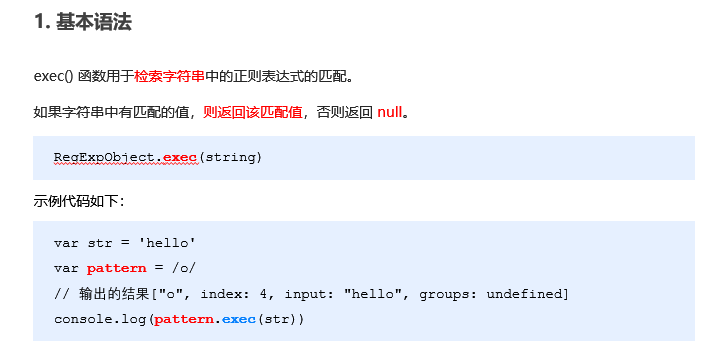 1. 基本语法
exec() 函数用于检索字符串中的正则表达式的匹配。
如果字符串中有匹配的值，则返回该匹配值，否则返回 null。
RegExpObject.exec(string)
示例代码如下：
var str = 'hello'
var pattern = /o/
// 输出的结果["o", index: 4, input: "hello", groups: undefined]
console.log(pattern.exec(str))